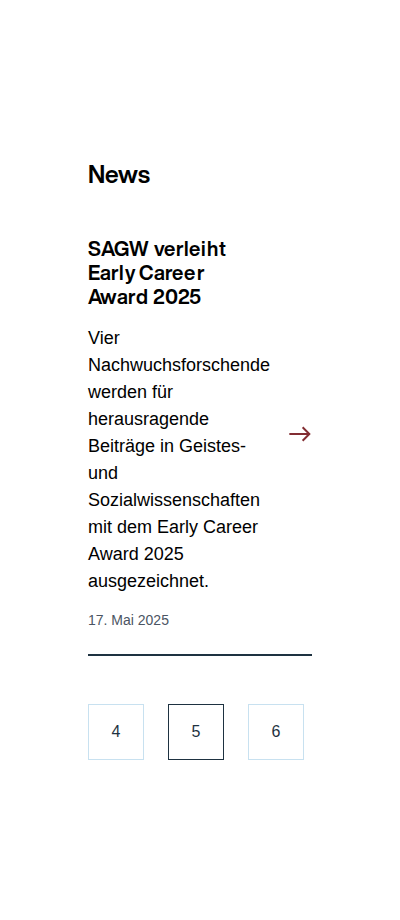 News
SAGW verleiht
Early Career
Award 2025
Vier
Nachwuchsforschende
werden für
herausragende
Beiträge in Geistes-
und
Sozialwissenschaften
mit dem Early Career
Award 2025
ausgezeichnet.
17. Mai 2025
4 5 6